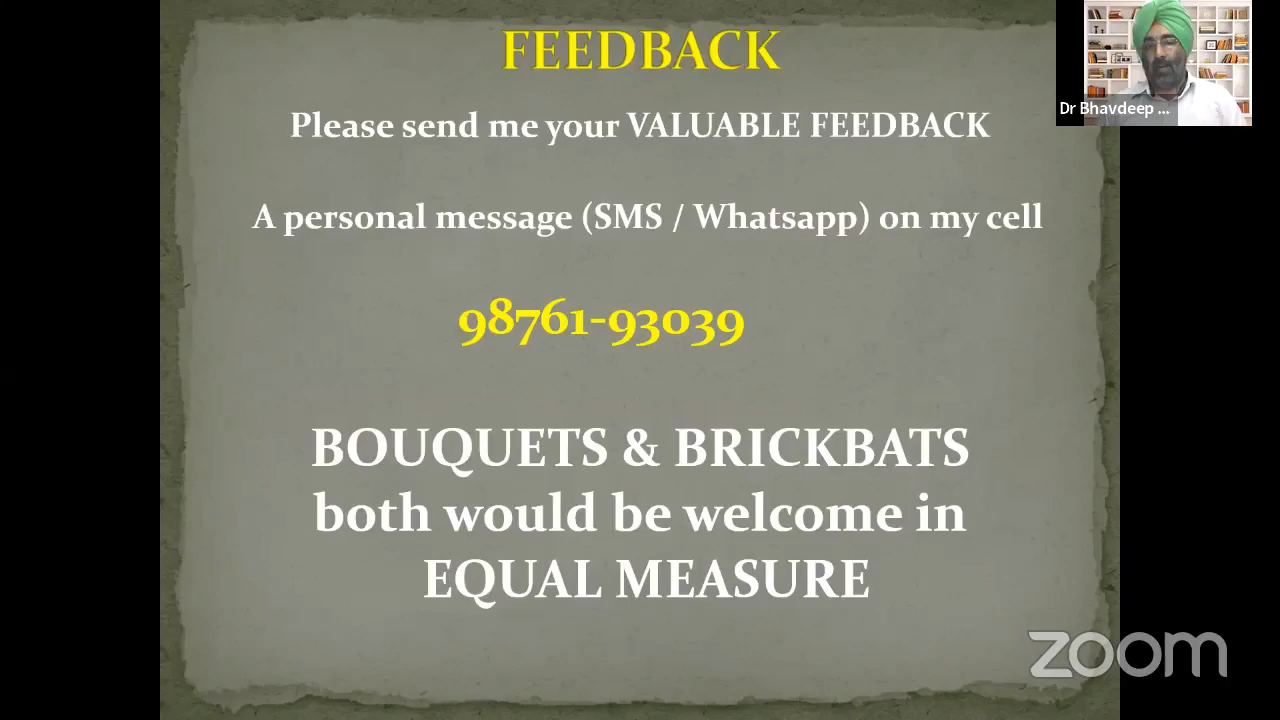 FEEDBACK
Please send me your VALUABLE FEEDBACK
A personal message (SMS / Whatsapp) on my cell
98761-93039
BOUQUETS & BRICKBATS
both would be welcome in
EQUAL MEASURE
Dr Bhavdeep ...
zoom